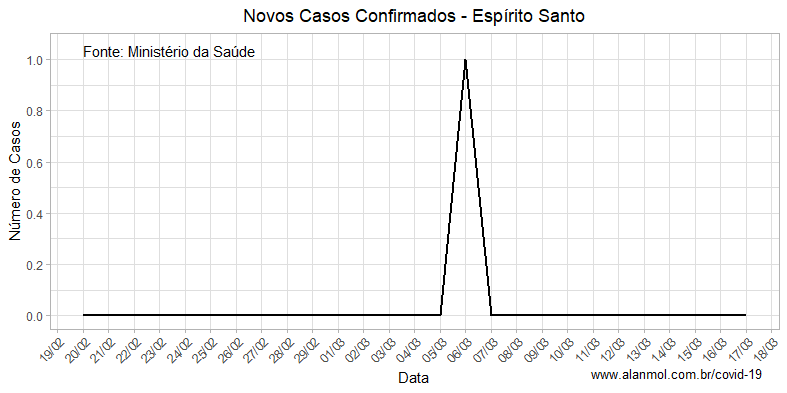 Novos Casos Confirmados - Espírito Santo
Fonte: Ministério da Saúde
Número de Casos
1.0
0.8
0.6
0.4
0.2
0.0
19/02 20/02 21/02 22/02 23/02 24/02 25/02 26/02 27/02 28/02 29/02 01/03 02/03 03/03 04/03 05/03 06/03 07/03 08/03 09/03 10/03 11/03 12/03 13/03 14/03 15/03 16/03 17/03 18/03
Data
www.alanmol.com.br/covid-19